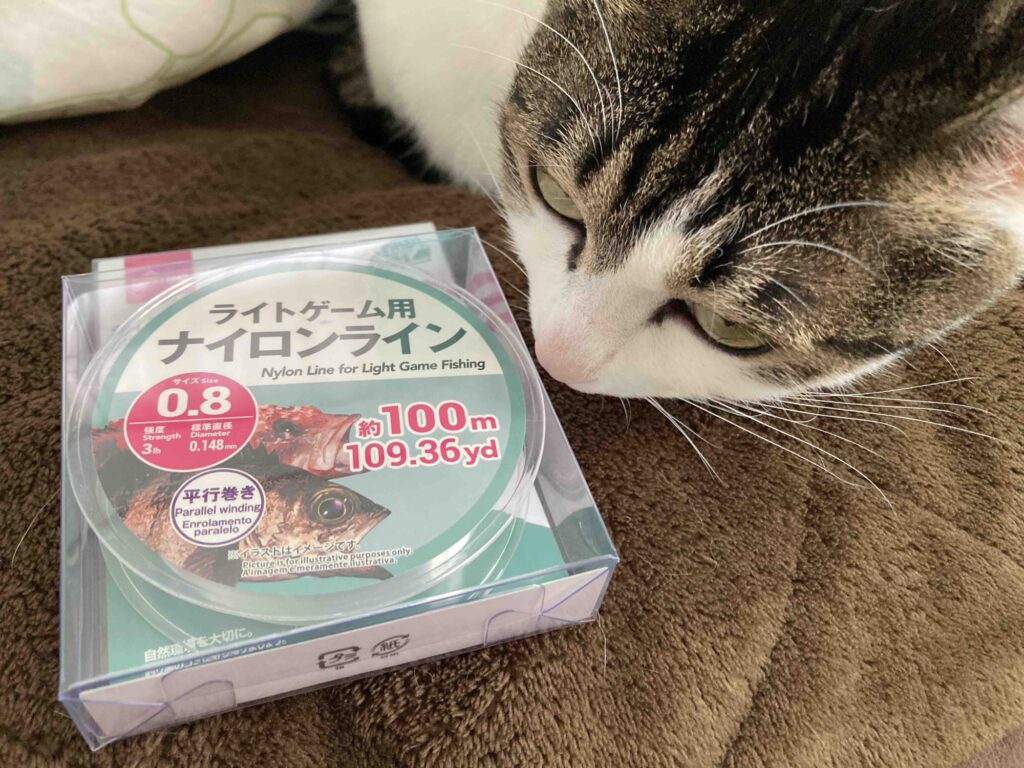 ライトゲーム用
ナイロンライン
Nylon Line for Light Game Fishing
サイズ Size
0.8
強度
Strength
3lb
標準直径
Diameter
0.148mm
約100m
109.36yd
平行巻き
Parallel winding
Enrolamento
paralelo
※イラストはイメージです。
Picture is for illustrative purposes only.
A imagem é meramente ilustrativa.
自然環境を大切に。
プラ
紙